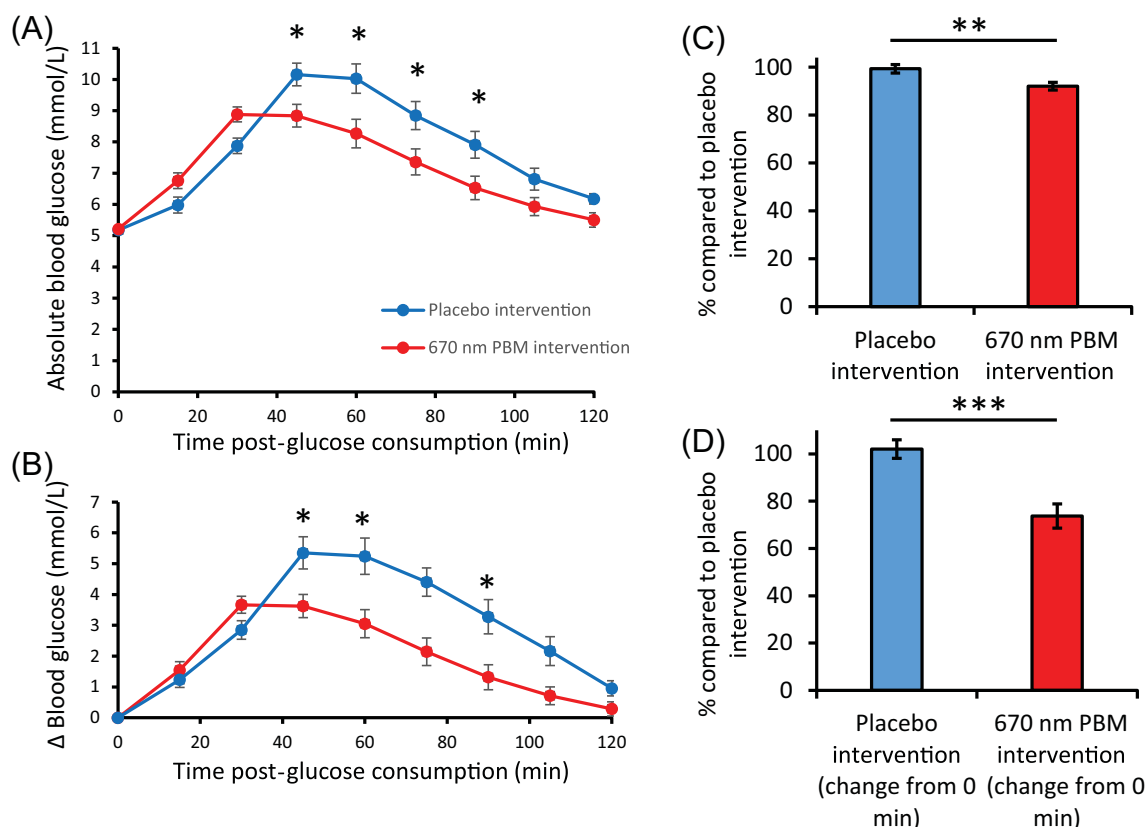 (A)
* * * *
11
10
9
8
7
6
5
4
3
2
1
0
Absolute blood glucose (mmol/L)
Placebo intervention
670 nm PBM intervention
0 20 40 60 80 100 120
Time post-glucose consumption (min)
(B)
* * *
7
6
5
4
3
2
1
0
Δ Blood glucose (mmol/L)
0 20 40 60 80 100 120
Time post-glucose consumption (min)
(C)
**
100
80
60
40
20
0
% compared to placebo
intervention
Placebo
intervention
670 nm PBM
intervention
(D)
***
100
80
60
40
20
0
% compared to placebo
intervention
Placebo
intervention
(change from 0
min)
670 nm PBM
intervention
(change from 0
min)